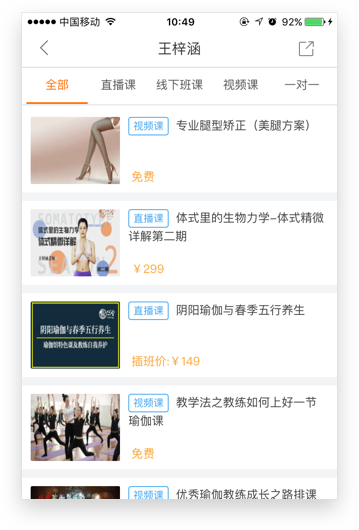 中国移动 10:49 92%
王梓涵
全部 直播课 线下班课 视频课 一对一
视频课 专业腿型矫正（美腿方案）
免费
SOMATOTYPE
体式里的生物力学
体式精微详解
第二期
直播课 体式里的生物力学-体式精微
详解第二期
￥299
阴阳瑜伽与春季五行养生
瑜伽馆特色课及教练自我养护
直播课 阴阳瑜伽与春季五行养生
插班价:￥149
视频课 教学法之教练如何上好一节
瑜伽课
免费
视频课 优秀瑜伽教练成长之路排课